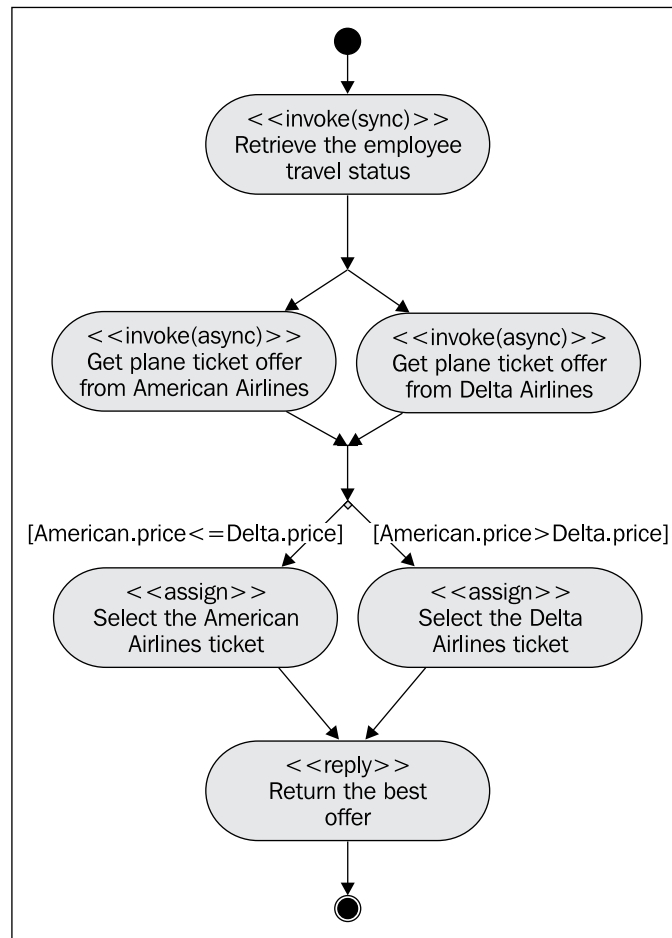 <<invoke(sync)>>
Retrieve the employee
travel status
<<invoke(async)>>
Get plane ticket offer
from American Airlines
<<invoke(async)>>
Get plane ticket offer
from Delta Airlines
[American.price<=Delta.price]
[American.price>Delta.price]
<<assign>>
Select the American
Airlines ticket
<<assign>>
Select the Delta
Airlines ticket
<<reply>>
Return the best
offer